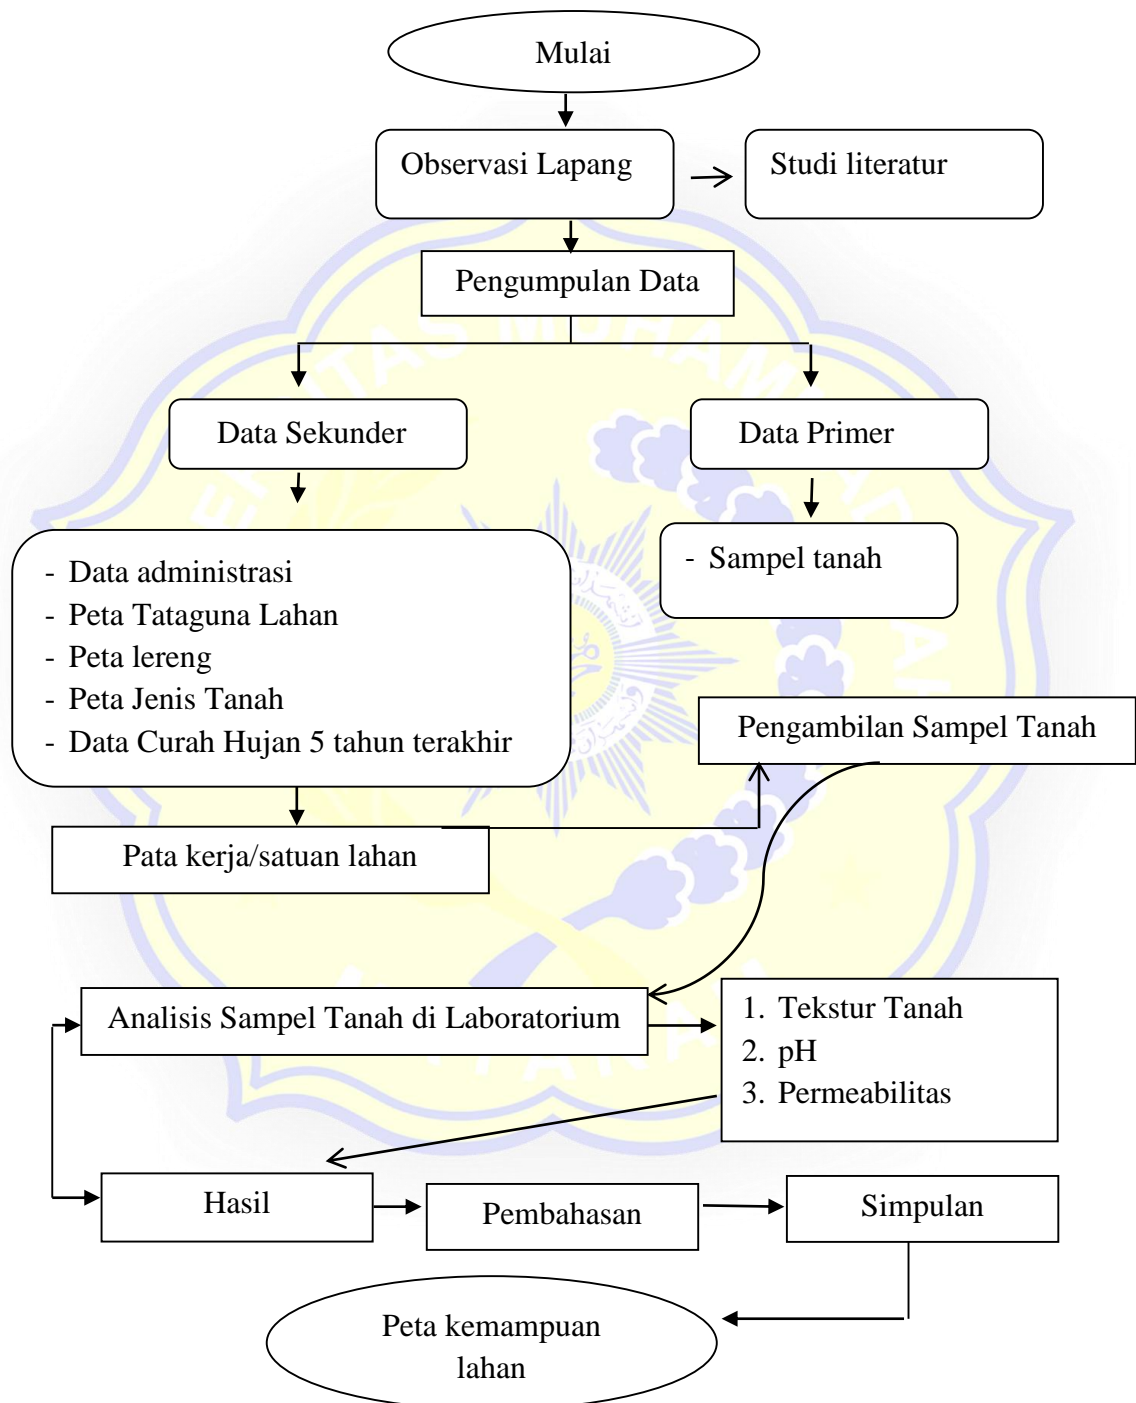 Mulai
Observasi Lapang
Studi literatur
Pengumpulan Data
Data Sekunder
Data Primer
- Data administrasi
- Peta Tataguna Lahan
- Peta lereng
- Peta Jenis Tanah
- Data Curah Hujan 5 tahun terakhir
- Sampel tanah
Pengambilan Sampel Tanah
Pata kerja/satuan lahan
Analisis Sampel Tanah di Laboratorium
1. Tekstur Tanah
2. pH
3. Permeabilitas
Hasil
Pembahasan
Simpulan
Peta kemampuan
lahan